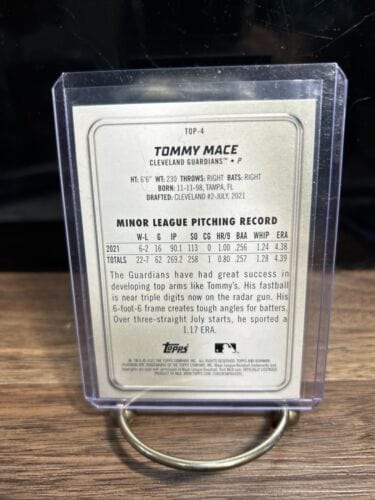 TOP-4
TOMMY MACE
CLEVELAND GUARDIANS™ • P
HT: 6'6" WT: 230 THROWS: RIGHT BATS: RIGHT
BORN: 11-11-98, TAMPA, FL
DRAFTED: CLEVELAND #2-JULY, 2021
MINOR LEAGUE PITCHING RECORD
W-L G IP SO CG HR/9 BAA WHIP ERA
2021 6-2 16 90.1 113 0 1.00 .256 1.24 4.38
TOTALS 22-7 62 269.2 258 1 0.80 .257 1.28 4.39
The Guardians have had great success in
developing top arms like Tommy's. His fastball
is near triple digits now on the radar gun. His
6-foot-6 frame creates tough angles for batters.
Over three-straight July starts, he sported a
1.17 ERA.
TOPPS